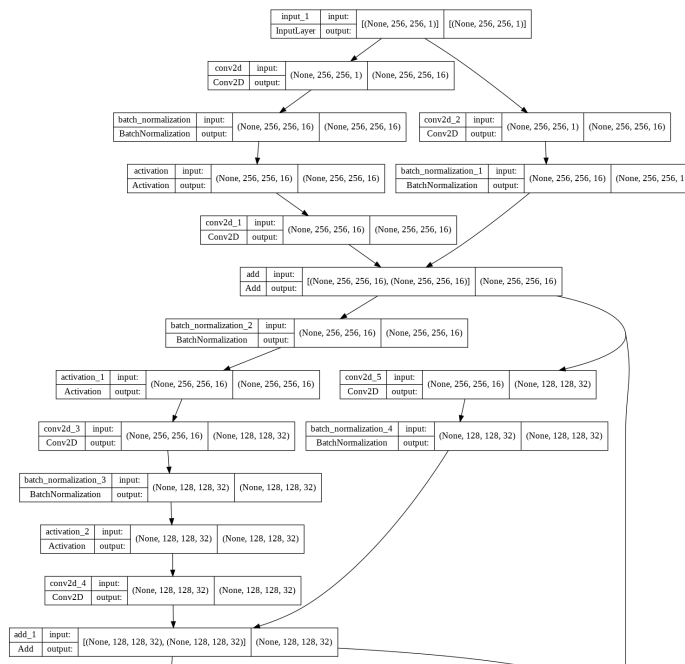 input_1 input: [(None, 256, 256, 1)] [(None, 256, 256, 1)]
InputLayer output:
conv2d input: (None, 256, 256, 1) (None, 256, 256, 16)
Conv2D output:
batch_normalization input: (None, 256, 256, 16) (None, 256, 256, 16)
BatchNormalization output:
conv2d_2 input: (None, 256, 256, 1) (None, 256, 256, 16)
Conv2D output:
activation input: (None, 256, 256, 16) (None, 256, 256, 16)
Activation output:
batch_normalization_1 input: (None, 256, 256, 16) (None, 256, 256, 1
BatchNormalization output:
conv2d_1 input: (None, 256, 256, 16) (None, 256, 256, 16)
Conv2D output:
add input: [(None, 256, 256, 16), (None, 256, 256, 16)] (None, 256, 256, 16)
Add output:
batch_normalization_2 input: (None, 256, 256, 16) (None, 256, 256, 16)
BatchNormalization output:
activation_1 input: (None, 256, 256, 16) (None, 256, 256, 16)
Activation output:
conv2d_5 input: (None, 256, 256, 16) (None, 128, 128, 32)
Conv2D output:
conv2d_3 input: (None, 256, 256, 16) (None, 128, 128, 32)
Conv2D output:
batch_normalization_4 input: (None, 128, 128, 32) (None, 128, 128, 32)
BatchNormalization output:
batch_normalization_3 input: (None, 128, 128, 32) (None, 128, 128, 32)
BatchNormalization output:
activation_2 input: (None, 128, 128, 32) (None, 128, 128, 32)
Activation output:
conv2d_4 input: (None, 128, 128, 32) (None, 128, 128, 32)
Conv2D output:
add_1 input: [(None, 128, 128, 32), (None, 128, 128, 32)] (None, 128, 128, 32)
Add output: